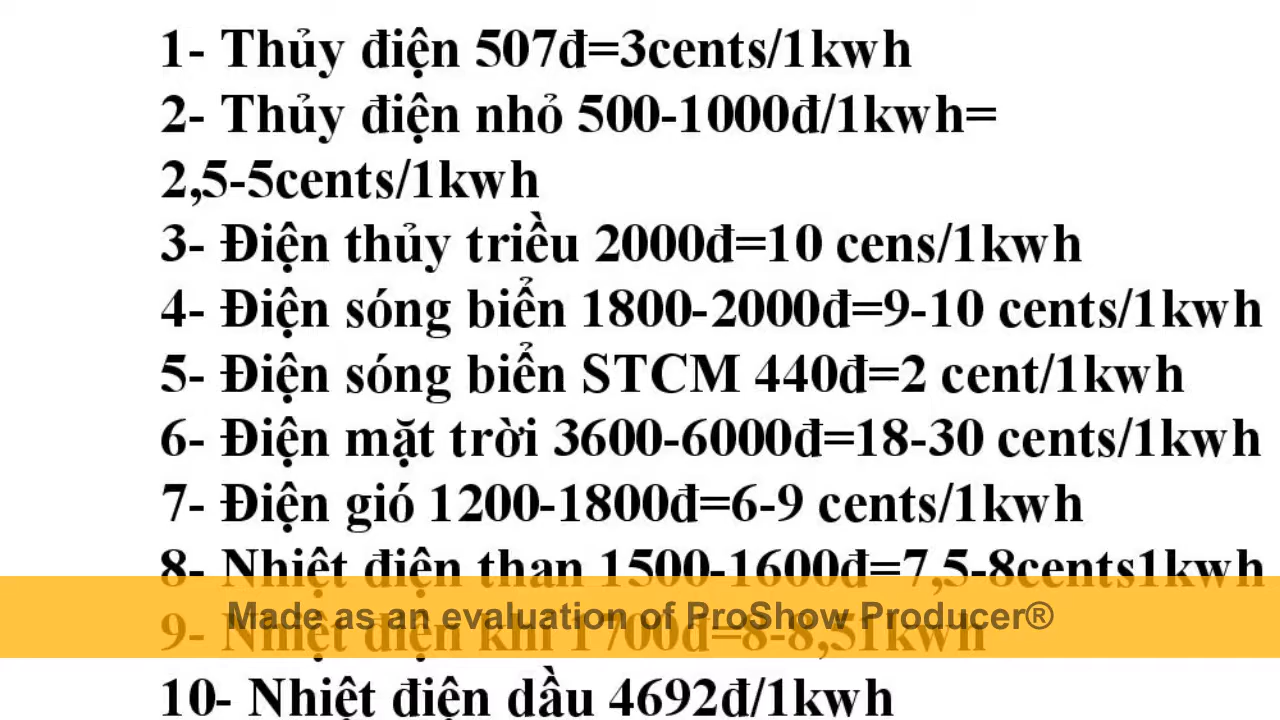 1- Thủy điện 507đ=3cents/1kwh
2- Thủy điện nhỏ 500-1000đ/1kwh=
2,5-5cents/1kwh
3- Điện thủy triều 2000đ=10 cens/1kwh
4- Điện sóng biển 1800-2000đ=9-10 cents/1kwh
5- Điện sóng biển STCM 440đ=2 cent/1kwh
6- Điện mặt trời 3600-6000đ=18-30 cents/1kwh
7- Điện gió 1200-1800đ=6-9 cents/1kwh
8- Nhiệt điện than 1500-1600đ=7,5-8cents1kwh
Made as an evaluation of ProShow Producer®
9- Nhiệt điện khí 1700đ=8-8,51kwh
10- Nhiệt điện dầu 4692đ/1kwh